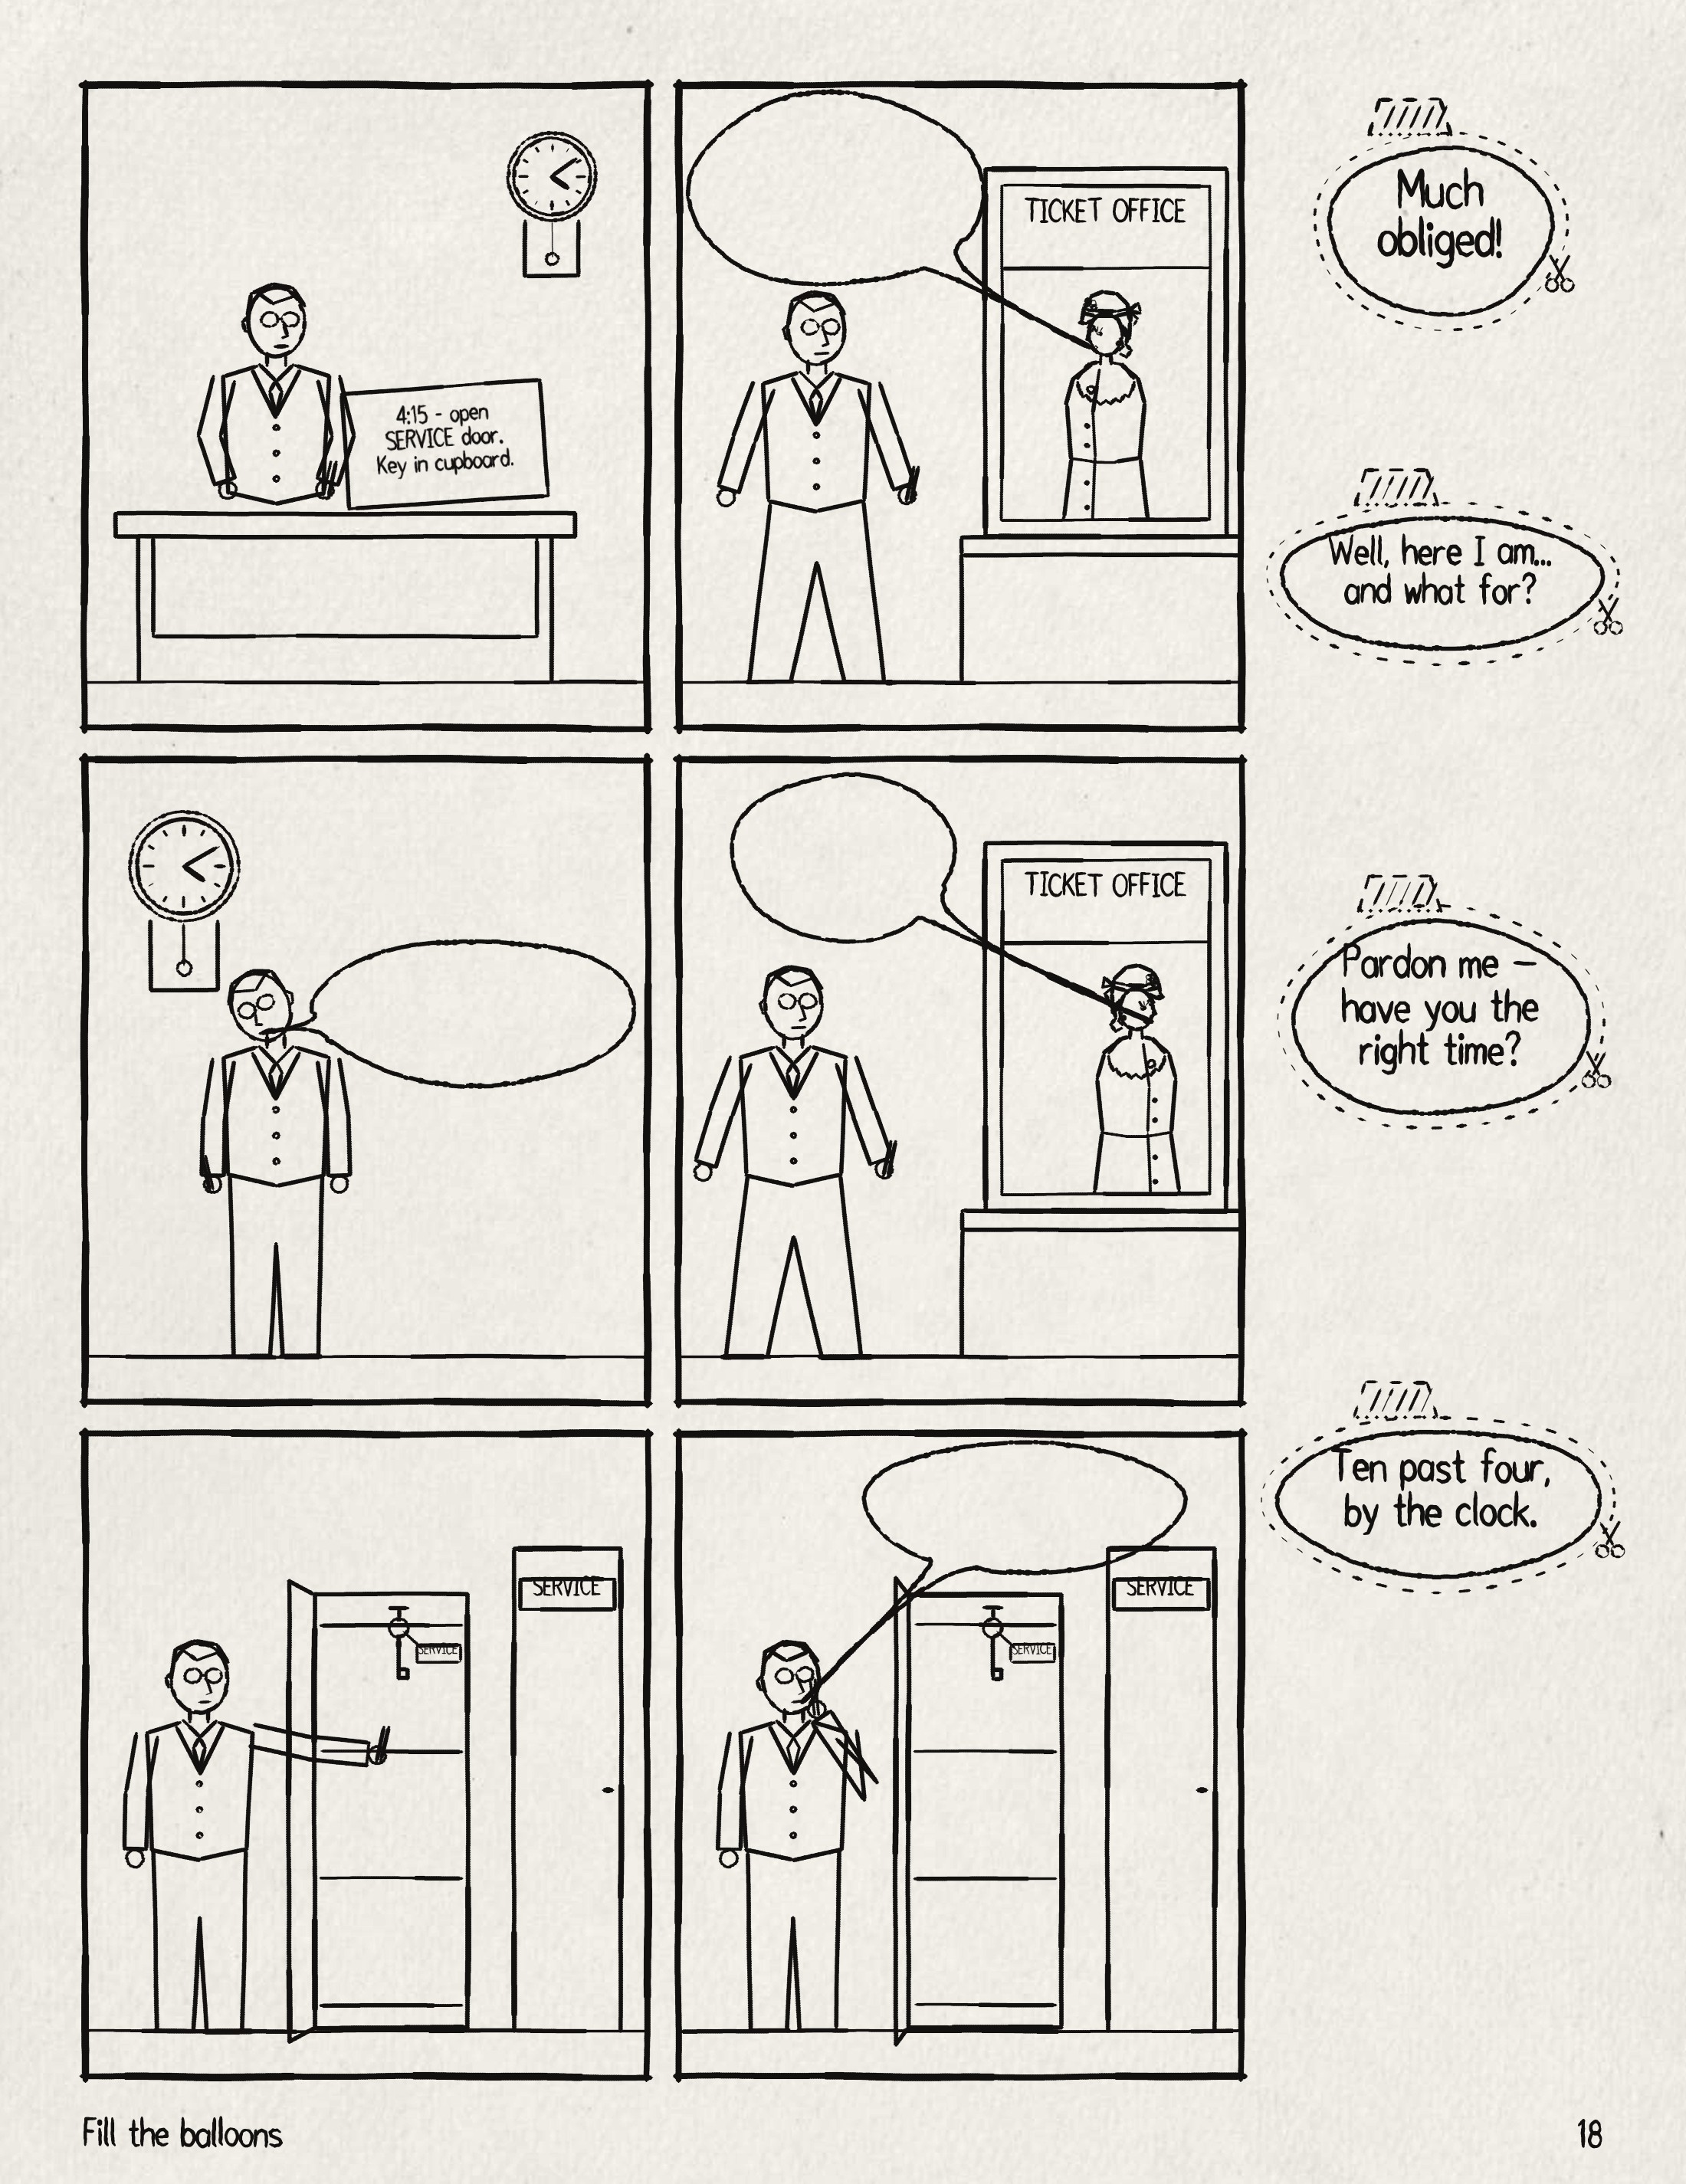 4:15 - open
SERVICE door.
Key in cupboard.
TICKET OFFICE
TICKET OFFICE
SERVICE
SERVICE
SERVICE
SERVICE
Much
obliged!
Well, here I am...
and what for?
Pardon me –
have you the
right time?
Ten past four,
by the clock.
Fill the balloons
18